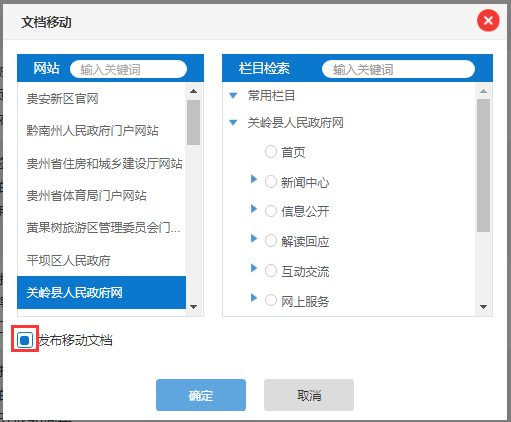 文档移动
网站
输入关键词
贵安新区官网
黔南州人民政府门户网站
贵州省住房和城乡建设厅网站
贵州省体育局门户网站
黄果树旅游区管理委员会门...
平坝区人民政府
关岭县人民政府网
栏目检索
输入关键词
常用栏目
关岭县人民政府网
首页
新闻中心
信息公开
解读回应
互动交流
网上服务
发布移动文档
确定
取消